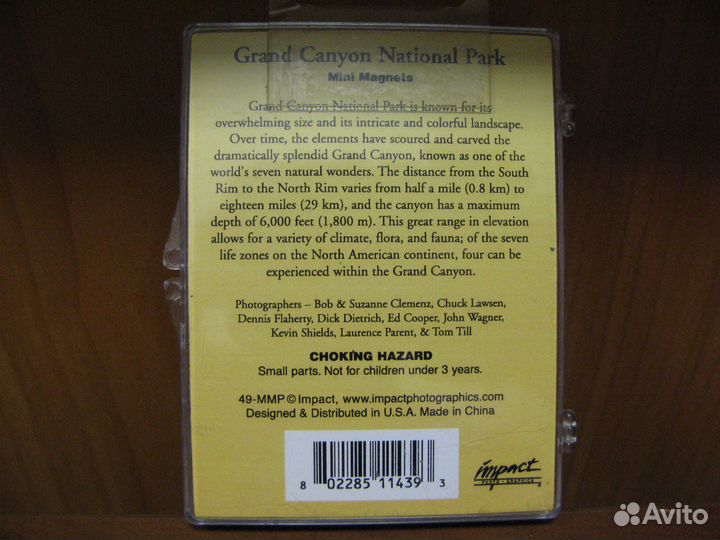 Grand Canyon National Park
Mini Magnets
Grand Canyon National Park is known for its
overwhelming size and its intricate and colorful landscape.
Over time, the elements have scoured and carved the
dramatically splendid Grand Canyon, known as one of the
world's seven natural wonders. The distance from the South
Rim to the North Rim varies from half a mile (0.8 km) to
eighteen miles (29 km), and the canyon has a maximum
depth of 6,000 feet (1,800 m). This great range in elevation
allows for a variety of climate, flora, and fauna; of the seven
life zones on the North American continent, four can be
experienced within the Grand Canyon.
Photographers – Bob & Suzanne Clemenz, Chuck Lawsen,
Dennis Flaherty, Dick Dietrich, Ed Cooper, John Wagner,
Kevin Shields, Laurence Parent, & Tom Till
CHOKING HAZARD
Small parts. Not for children under 3 years.
49-MMP © Impact, www.impactphotographics.com
Designed & Distributed in U.S.A. Made in China
8 02285 11439 3
impact
PHOTO • GRAPHICS
Avito